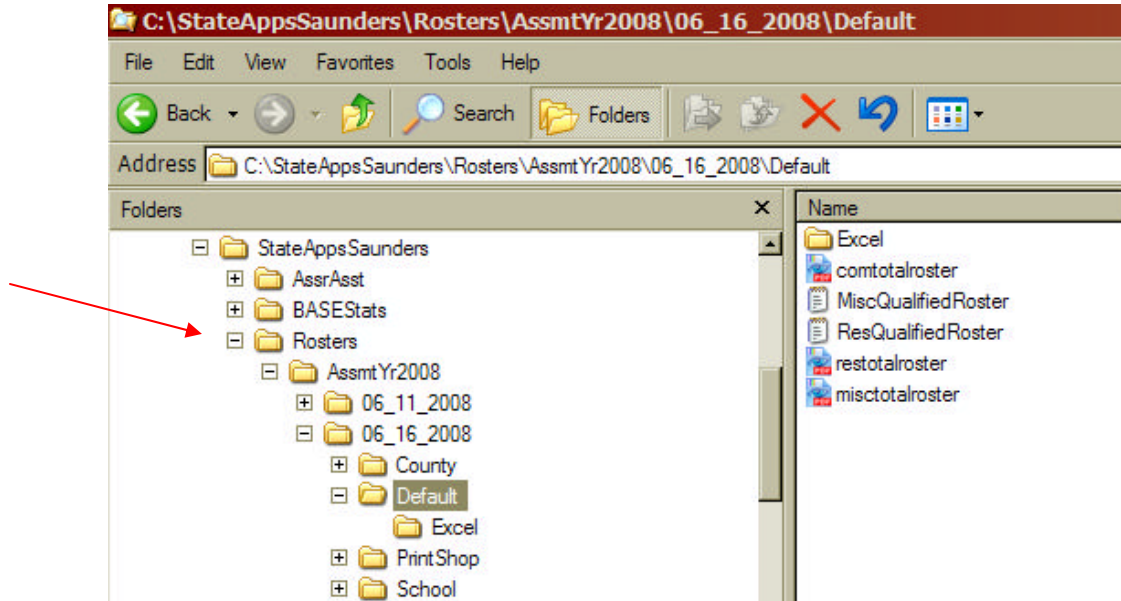 C:\StateAppsSaunders\Rosters\AssmtYr2008\06_16_2008\Default
File Edit View Favorites Tools Help
Back Search Folders
Address C:\StateAppsSaunders\Rosters\AssmtYr2008\06_16_2008\Default
Folders
StateAppsSaunders
AssrAsst
BASEStats
Rosters
AssmtYr2008
06_11_2008
06_16_2008
County
Default
Excel
PrintShop
School
Name
Excel
comtotalroster
MiscQualifiedRoster
ResQualifiedRoster
restotalroster
misctotalroster